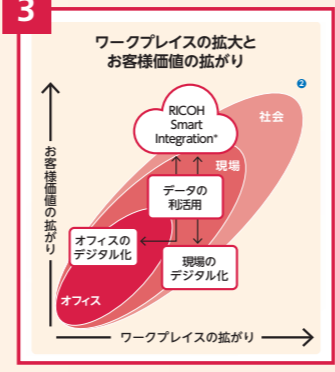 3
ワークプレイスの拡大と
お客様価値の拡がり
❷
社会
RICOH
Smart
Integration*
現場
データの
利活用
お客様価値の拡がり
オフィスの
デジタル化
現場の
デジタル化
オフィス
ワークプレイスの拡がり